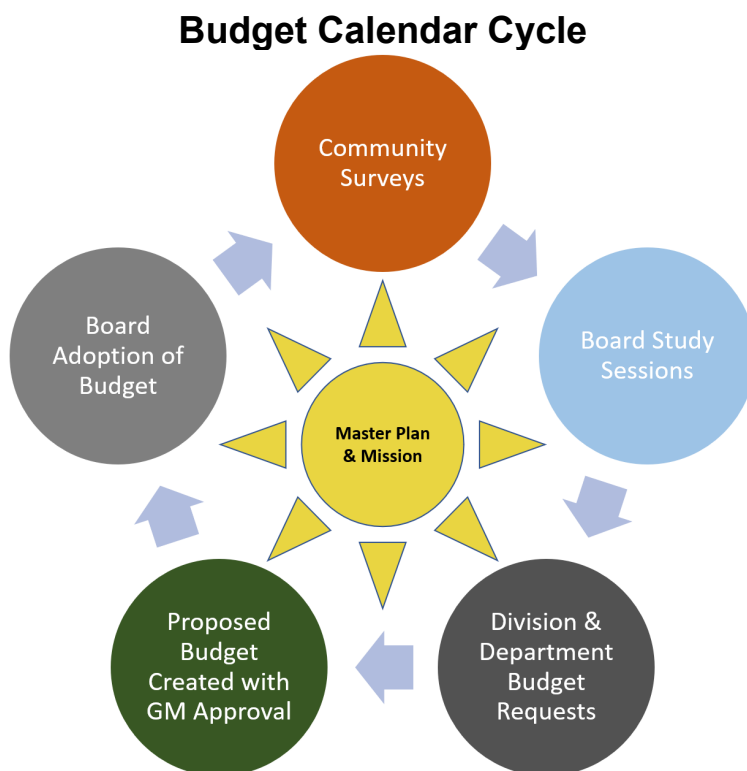 Budget Calendar Cycle
Community
Surveys
Board Study
Sessions
Division &
Department
Budget
Requests
Proposed
Budget
Created with
GM Approval
Board
Adoption of
Budget
Master Plan
& Mission